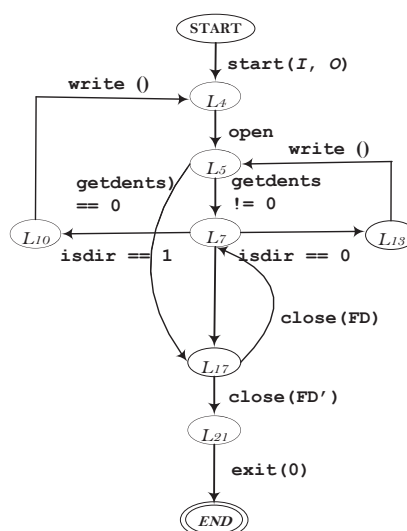 START
start(I, O)
write ()
L4
open
write ()
L5
getdents)
== 0
getdents
!= 0
L10
L7
L13
isdir == 1
isdir == 0
close(FD)
L17
close(FD')
L21
exit(0)
END